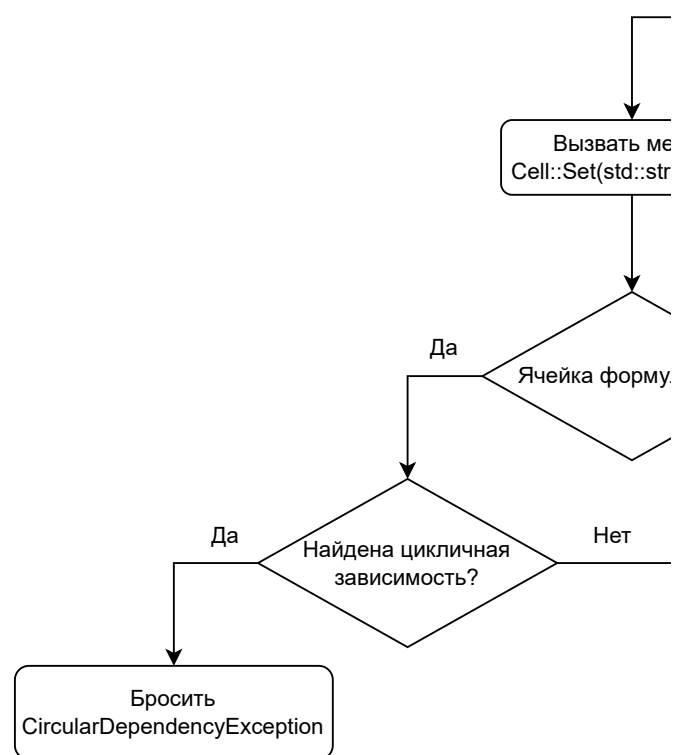 Вызвать ме
Cell::Set(std::str
Да
Ячейка форму
Да
Найдена цикличная
зависимость?
Нет
Бросить
CircularDependencyException